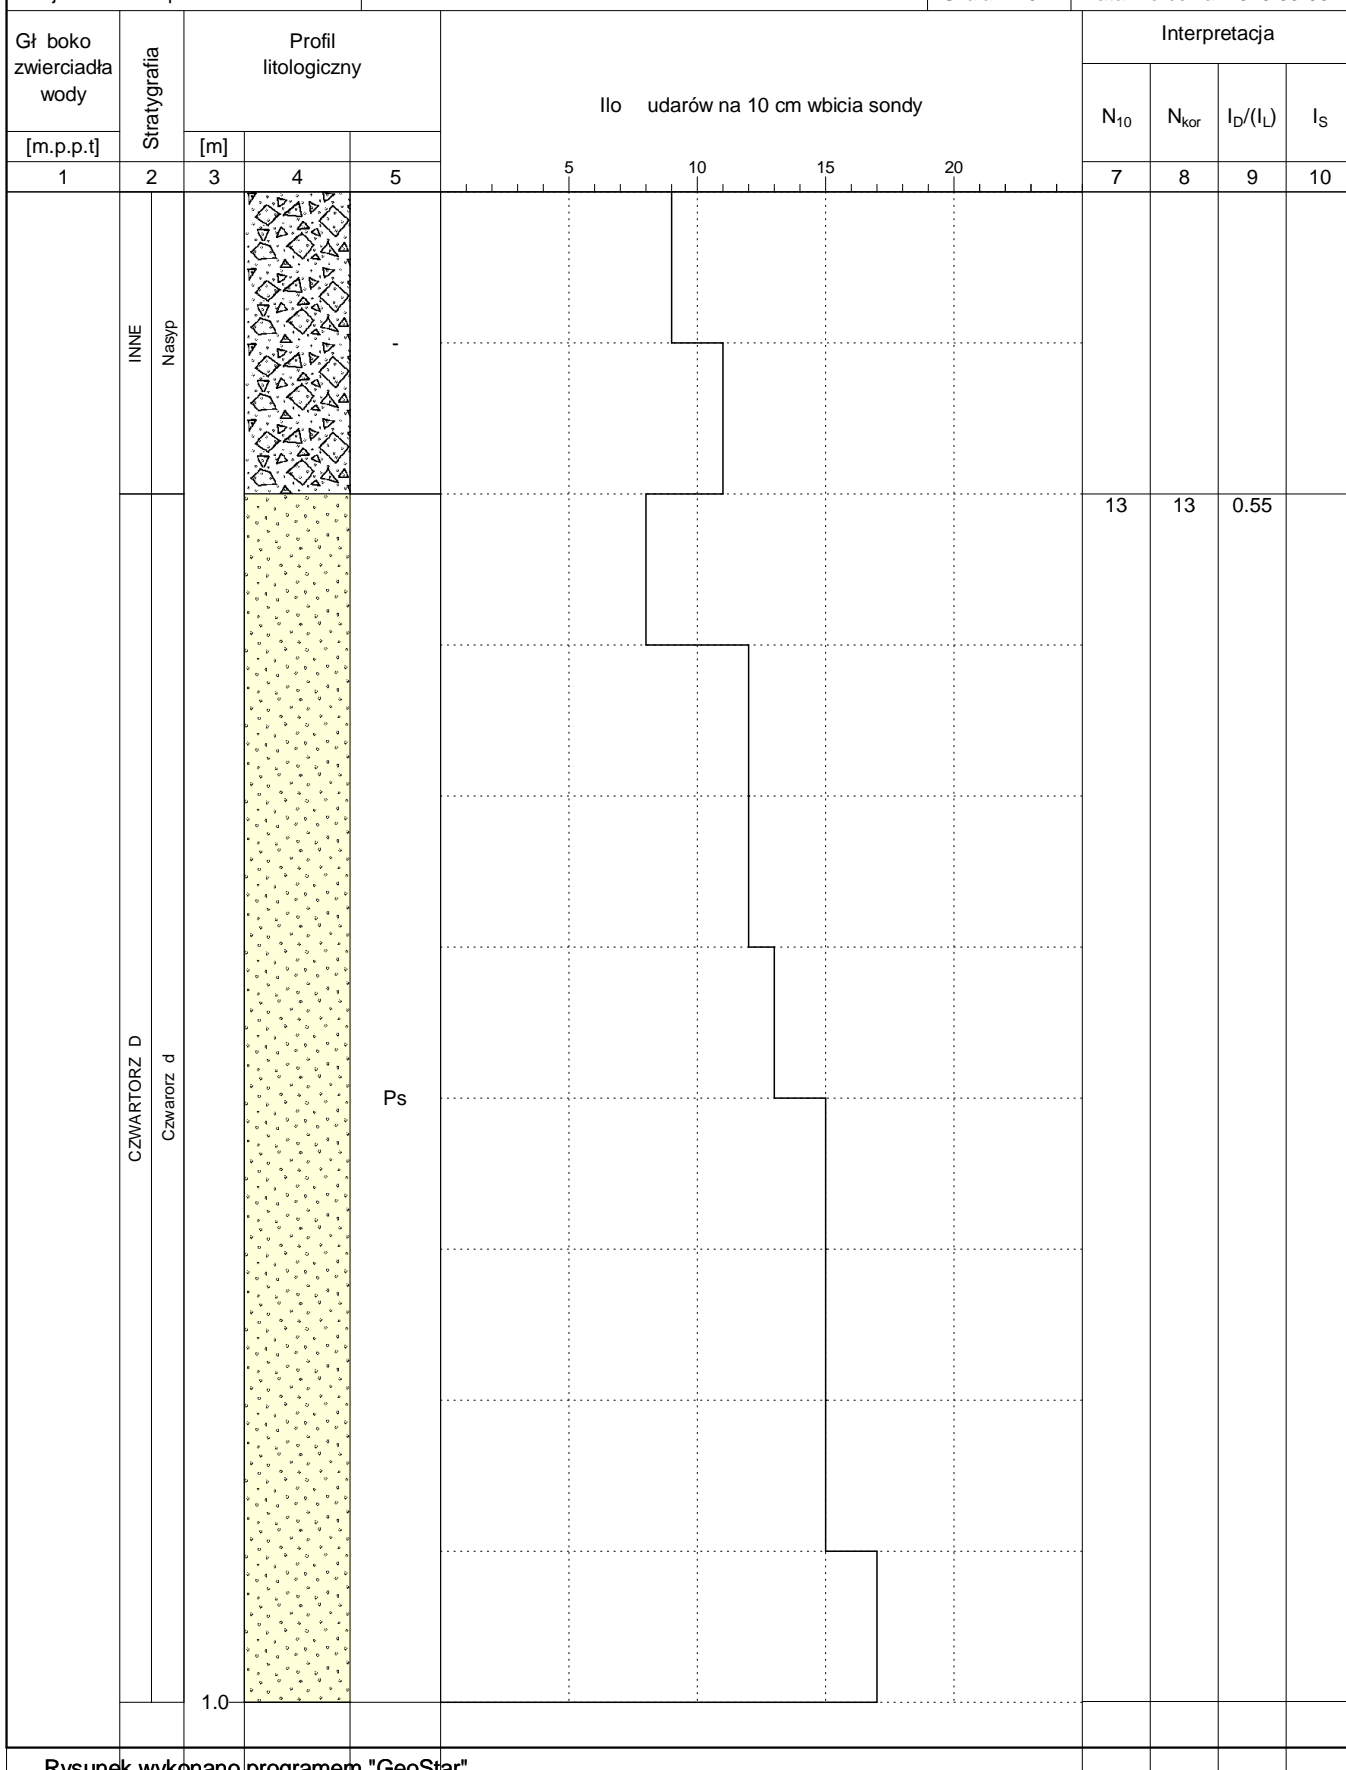 Interpretacja
Gł boko
zwierciadła
wody
Stratygrafia
Profil
litologiczny
Ilo udarów na 10 cm wbicia sondy
N10 Nkor ID/(IL) IS
[m.p.p.t] [m]
5 10 15 20
1 2 3 4 5 7 8 9 10
INNE
Nasyp
-
13 13 0.55
CZWARTORZ D
Czwarorz d
Ps
1.0
Rysunek wykonano programem "GeoStar"